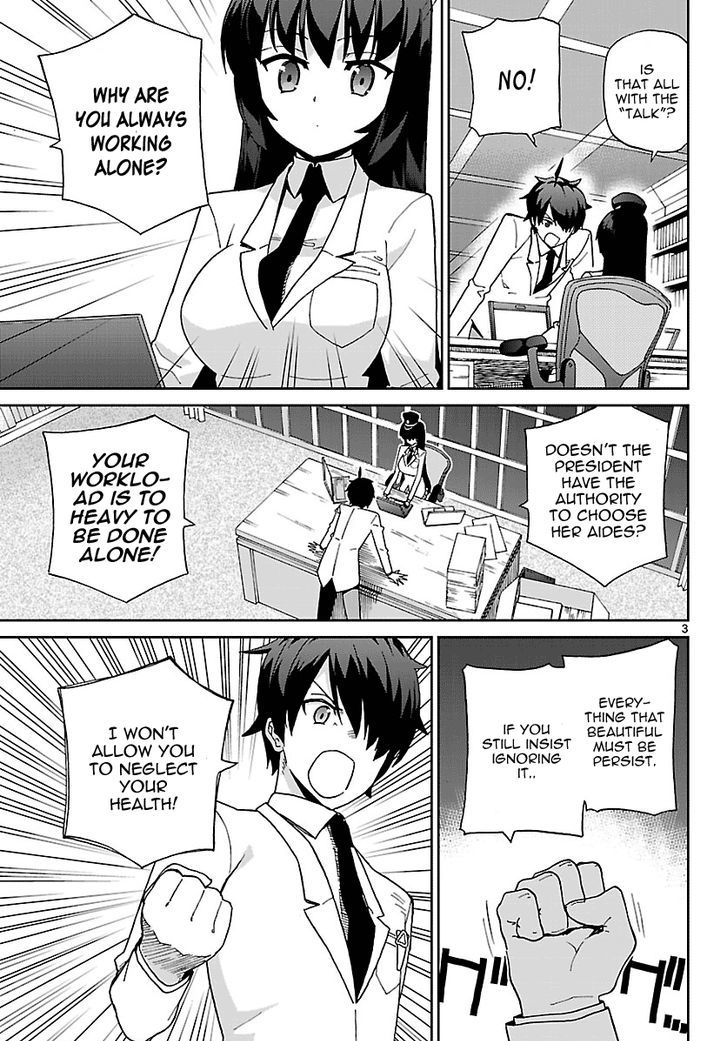 IS
THAT ALL
WITH THE
"TALK"?
NO!
WHY ARE
YOU ALWAYS
WORKING
ALONE?
DOESN'T THE
PRESIDENT
HAVE THE
AUTHORITY
TO CHOOSE
HER AIDES?
YOUR
WORKLO-
AD IS TO
HEAVY TO
BE DONE
ALONE!
3
EVERY-
THING THAT
BEAUTIFUL
MUST BE
PERSIST.
IF YOU
STILL INSIST
IGNORING
IT..
I WON'T
ALLOW YOU
TO NEGLECT
YOUR
HEALTH!